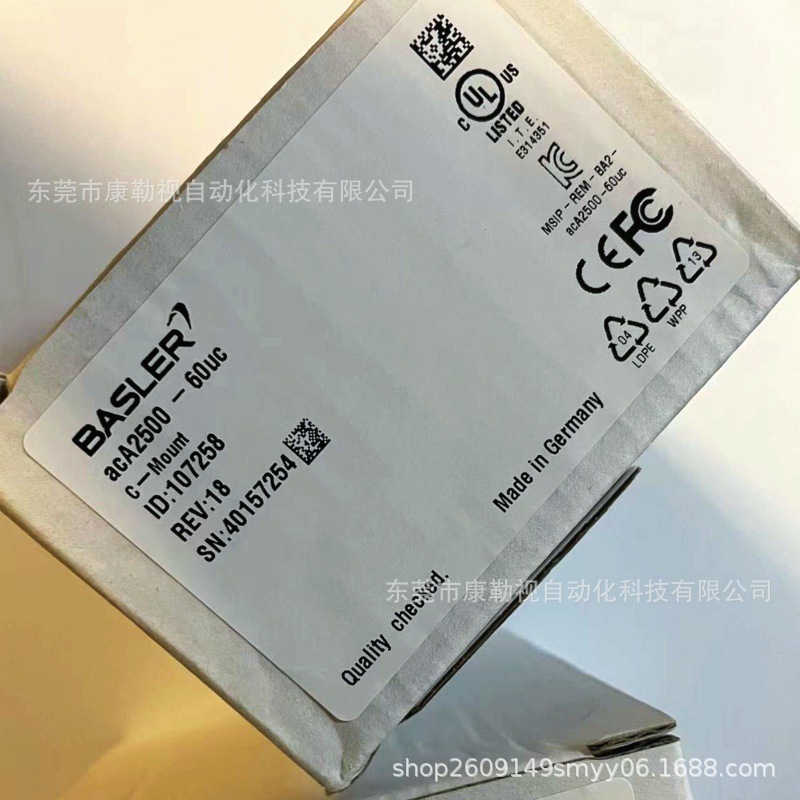 BASLER
acA2500-60uc
C-Mount
ID:107258
REV:18
SN:40157254
Quality checked.
Made in Germany
C UL US
LISTED
I.T.E.
E314351
MSIP-REM-BA2-
acA2500-60uc
CE FC
04
LDPE
WPP
13
东莞市康勒视自动化科技有限公司
东莞市康勒视自动化科技有限公司
shop2609149smyy06.1688.com